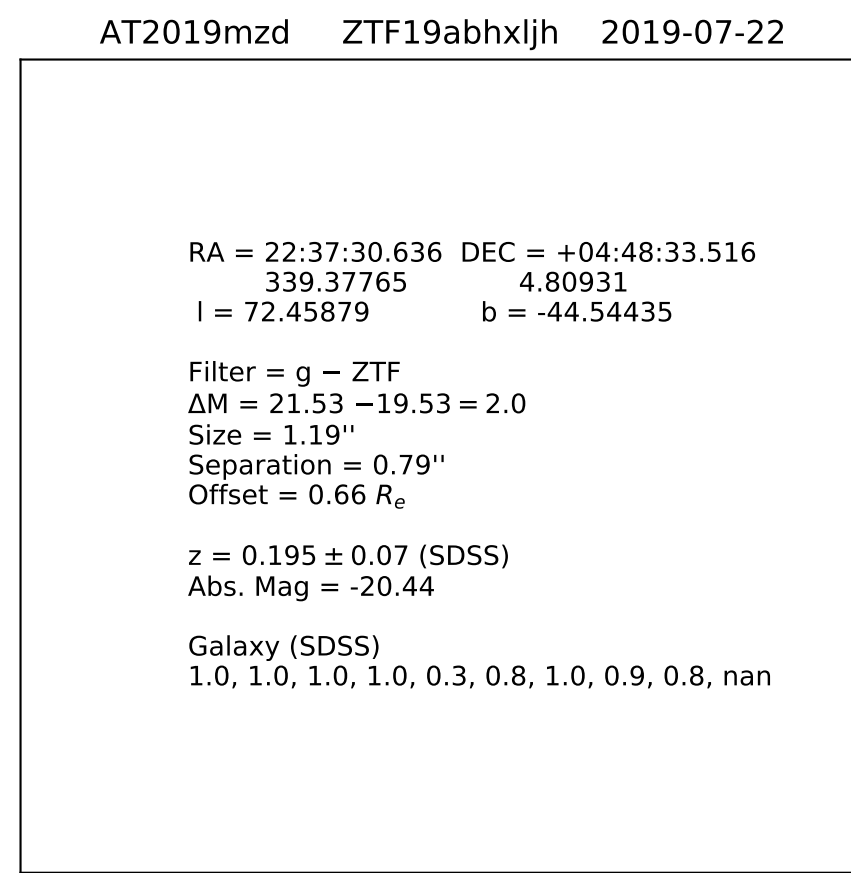 AT2019mzd ZTF19abhxljh 2019-07-22
RA = 22:37:30.636 DEC = +04:48:33.516
339.37765 4.80931
l = 72.45879 b = -44.54435
Filter = g − ZTF
ΔM = 21.53 −19.53 = 2.0
Size = 1.19''
Separation = 0.79''
Offset = 0.66 Rₑ
z = 0.195 ± 0.07 (SDSS)
Abs. Mag = -20.44
Galaxy (SDSS)
1.0, 1.0, 1.0, 1.0, 0.3, 0.8, 1.0, 0.9, 0.8, nan